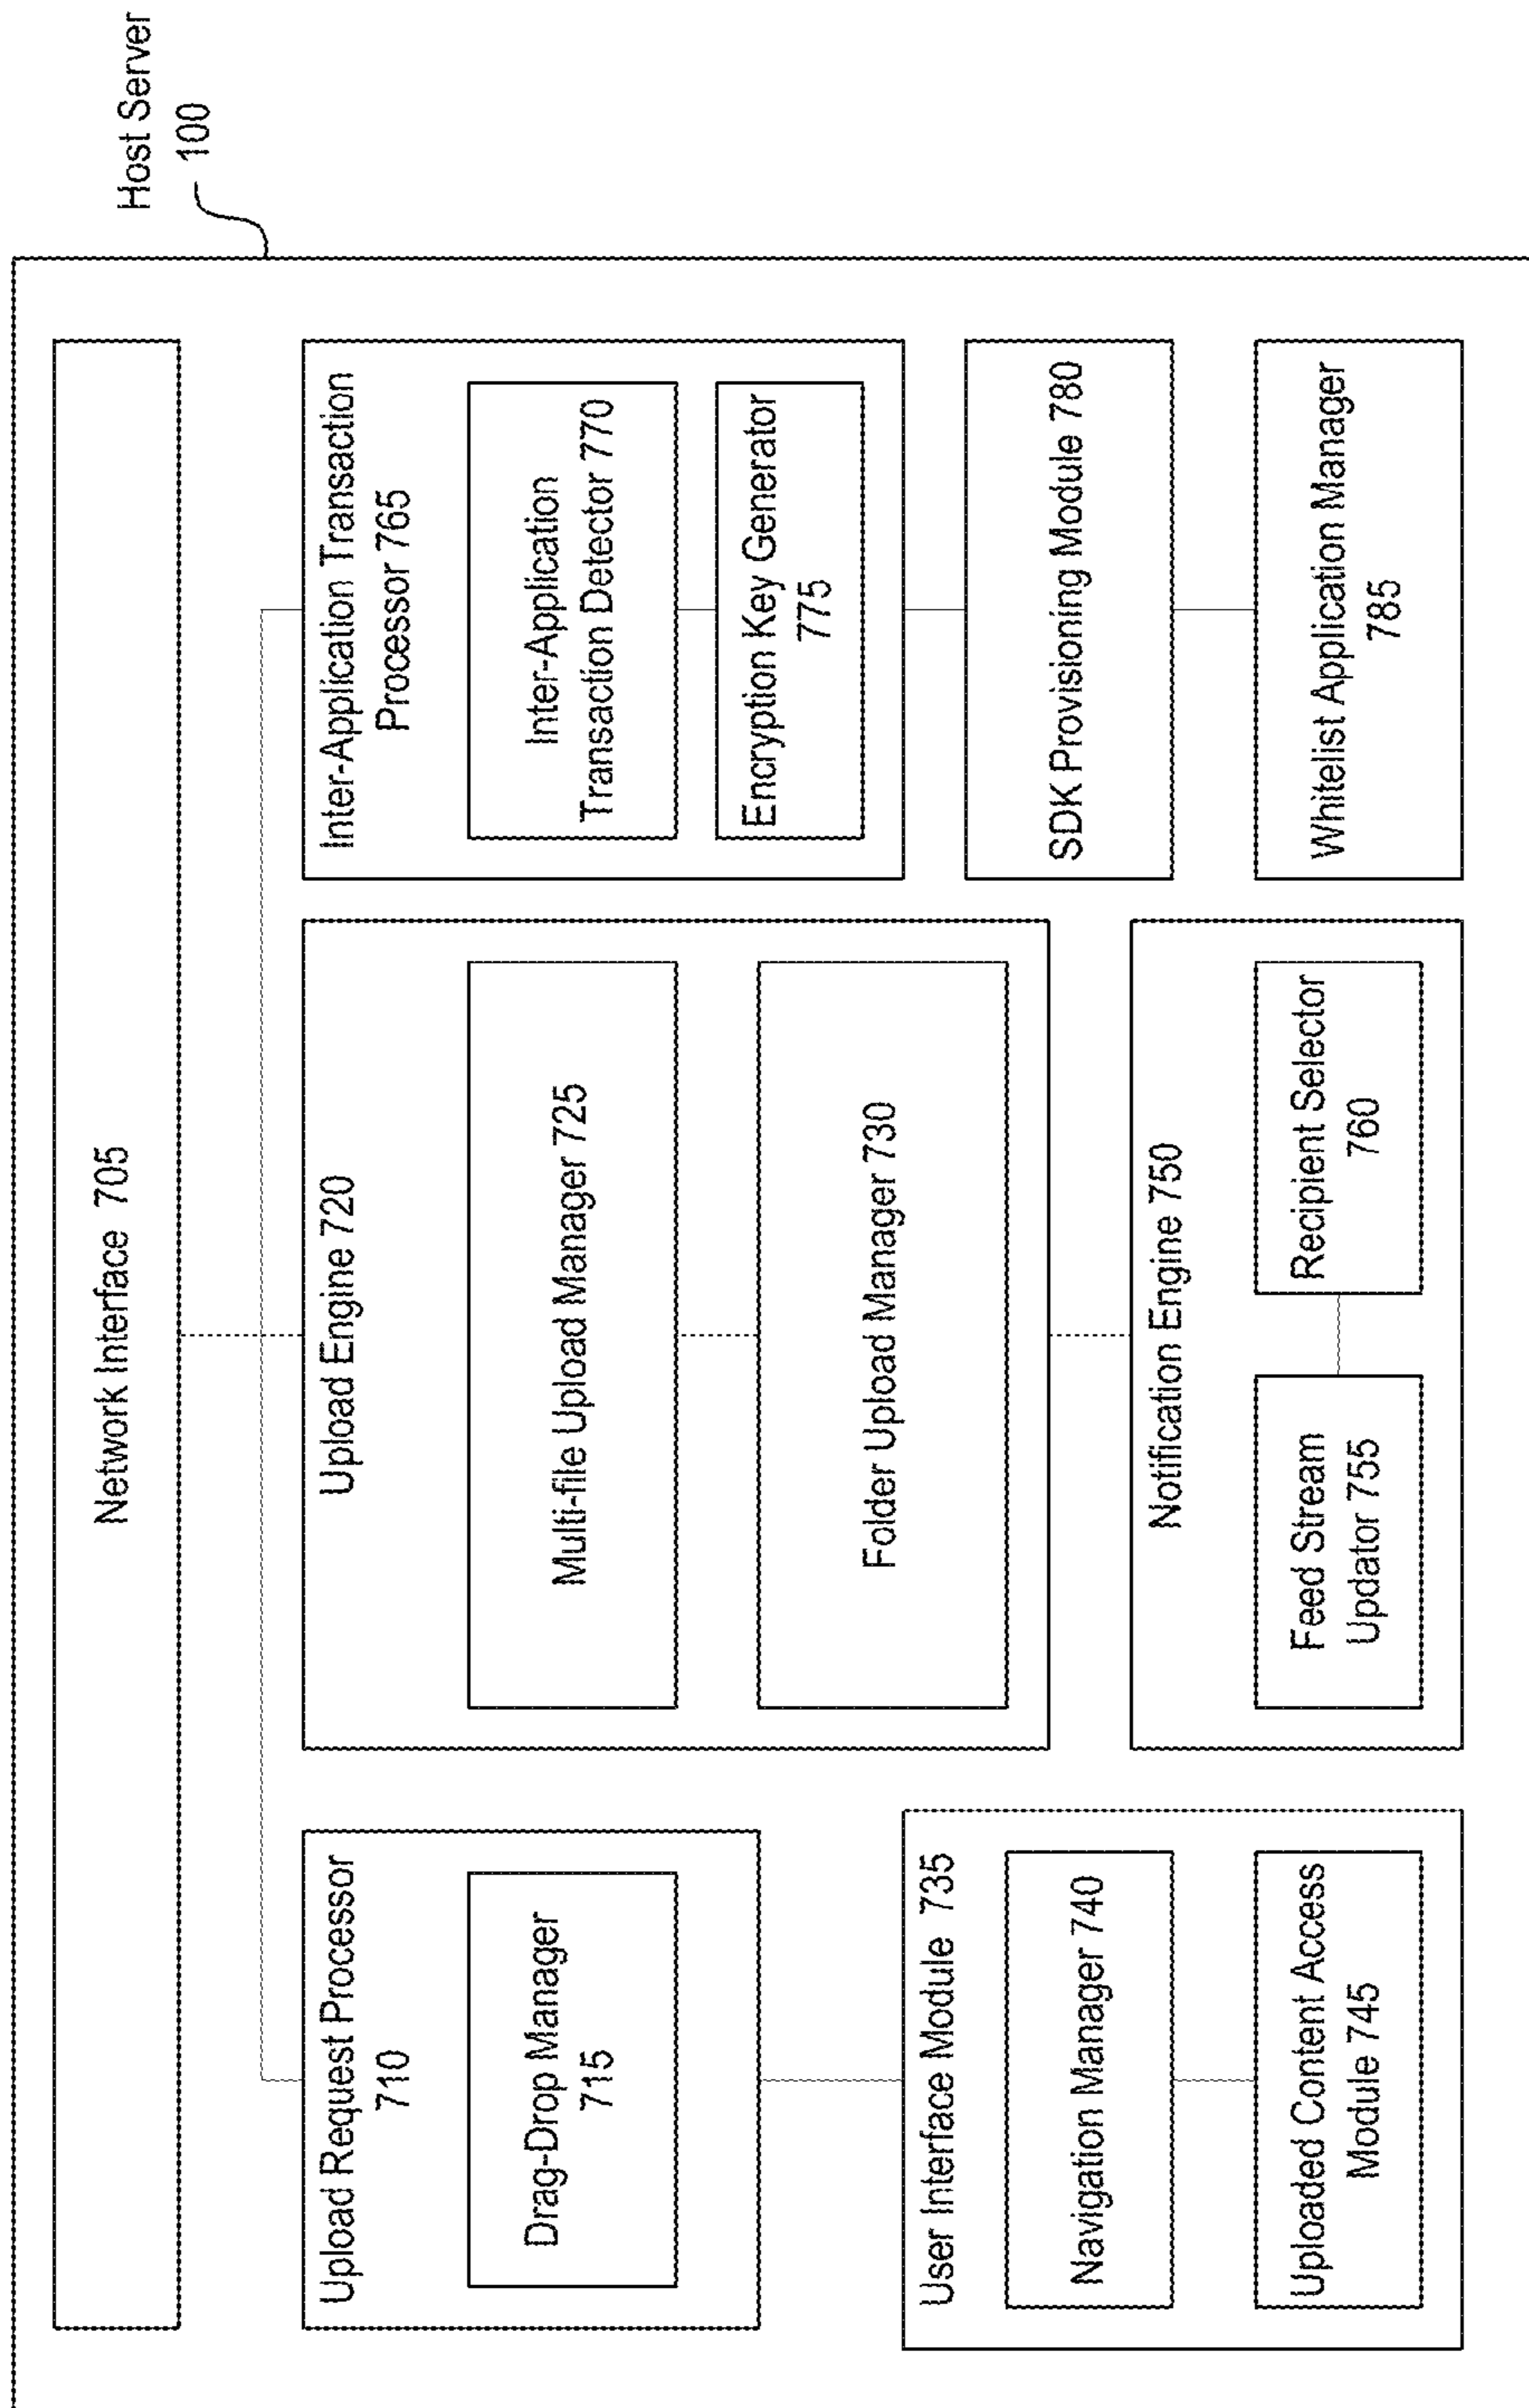 Host Server
100
Network Interface 705
Upload Request Processor
710
Drag-Drop Manager
715
User Interface Module 735
Navigation Manager 740
Uploaded Content Access
Module 745
Upload Engine 720
Multi-file Upload Manager 725
Folder Upload Manager 730
Notification Engine 750
Feed Stream
Updator 755
Recipient Selector
760
Inter-Application Transaction
Processor 765
Inter-Application
Transaction Detector 770
Encryption Key Generator
775
SDK Provisioning Module 780
Whitelist Application Manager
785